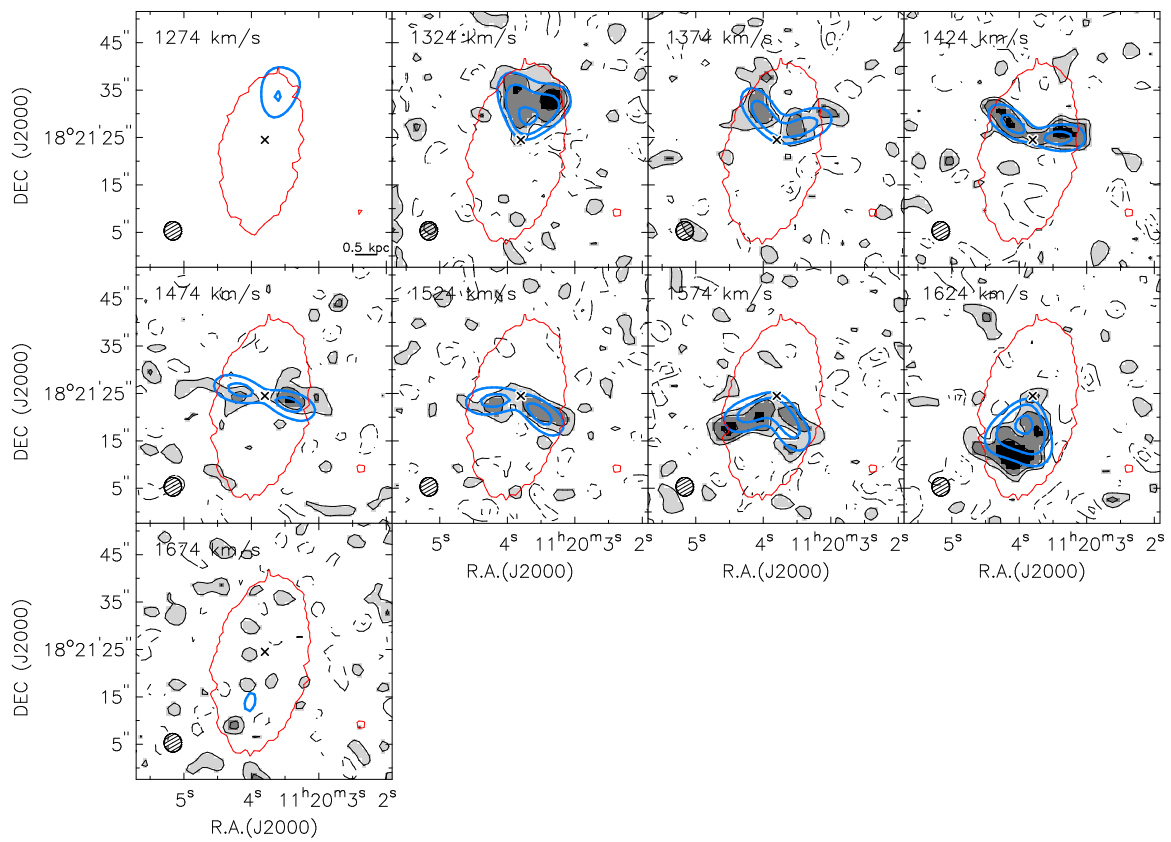 1274 km/s
1324 km/s
1374 km/s
1424 km/s
45"
35"
18°21'25"
15"
5"
DEC (J2000)
0.5 kpc
1474 km/s
1524 km/s
1574 km/s
1624 km/s
45"
35"
18°21'25"
15"
5"
DEC (J2000)
5s 4s 11h20m3s 2s
5s 4s 11h20m3s 2s
5s 4s 11h20m3s 2s
R.A.(J2000)
R.A.(J2000)
R.A.(J2000)
1674 km/s
45"
35"
18°21'25"
15"
5"
DEC (J2000)
5s 4s 11h20m3s 2s
R.A.(J2000)